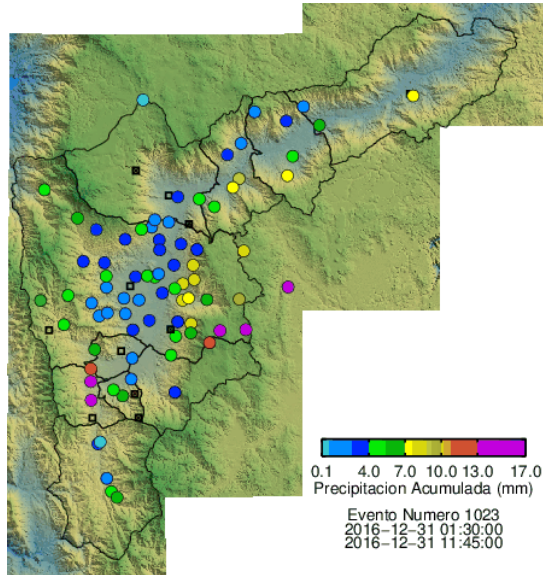 0.1 4.0 7.0 10.0 13.0 17.0
Precipitacion Acumulada (mm)
Evento Numero 1023
2016−12−31 01:30:00
2016−12−31 11:45:00